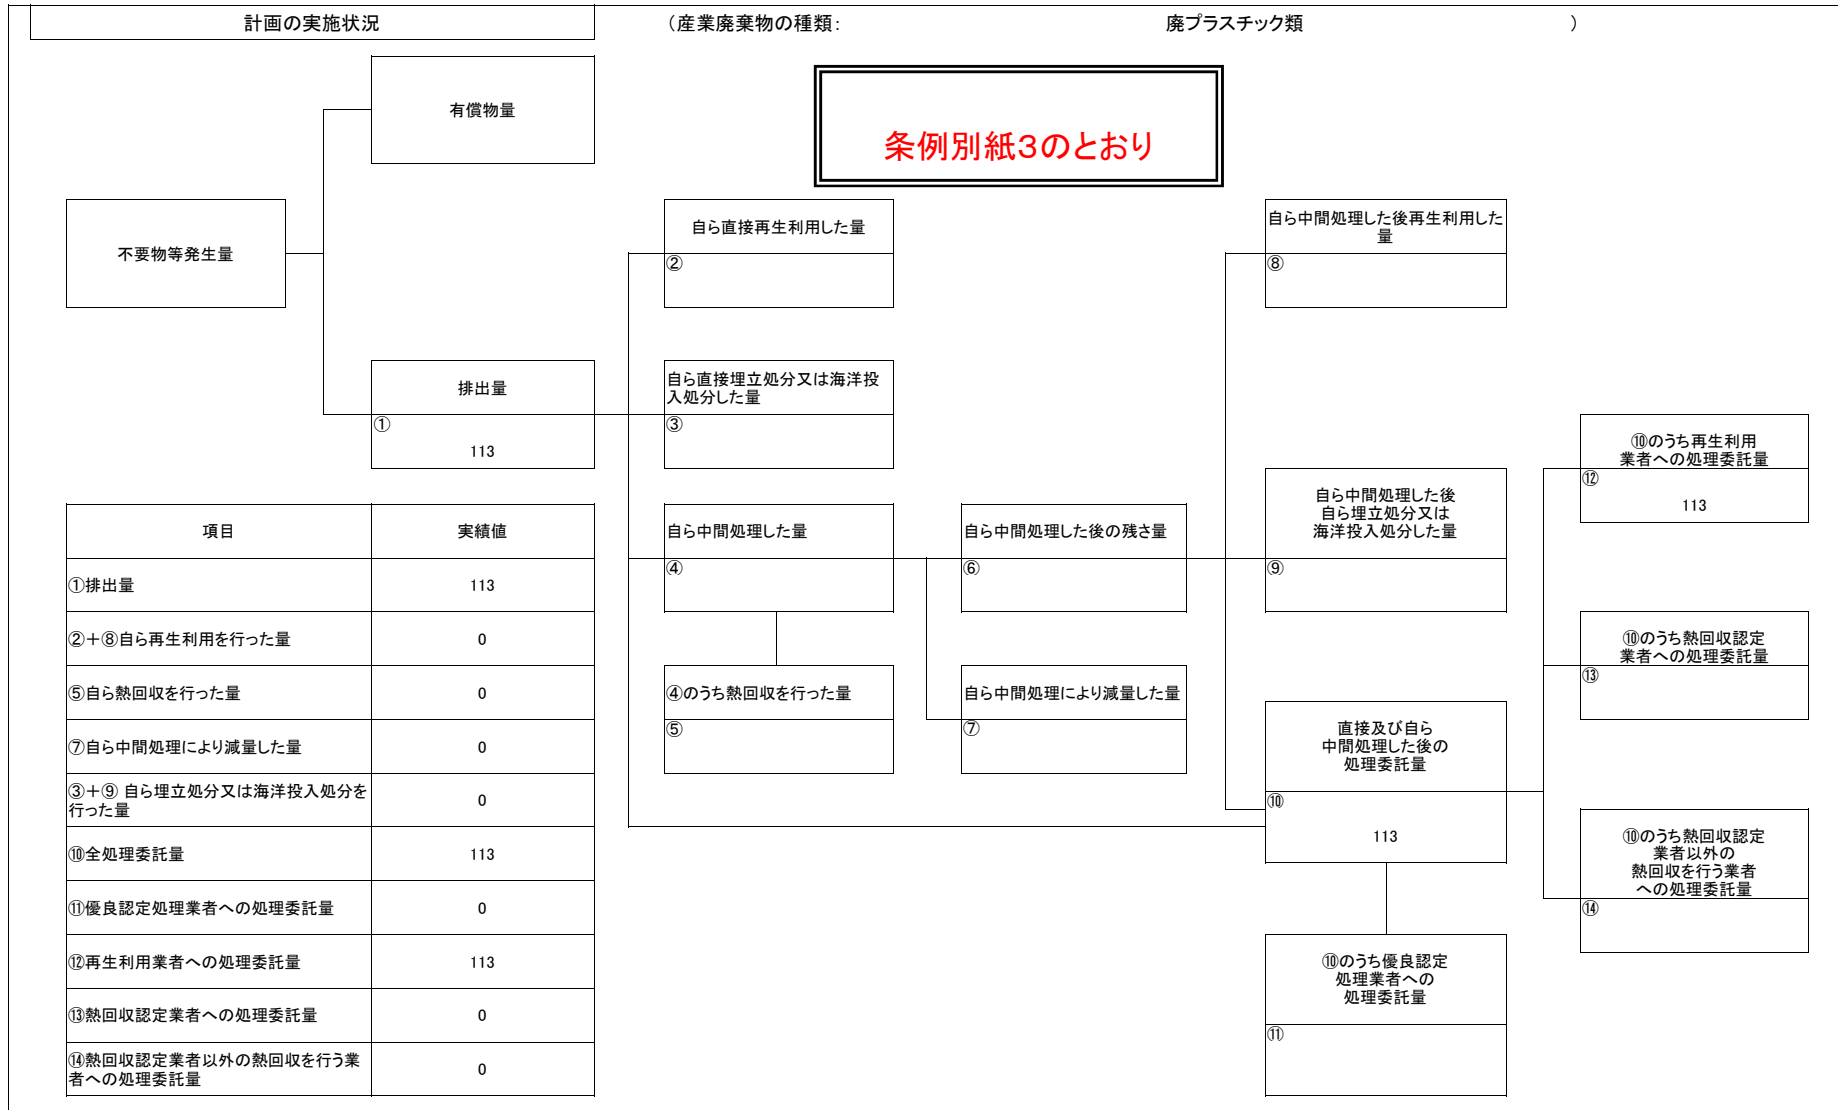 計画の実施状況
（産業廃棄物の種類： 廃プラスチック類 ）
有償物量
条例別紙3のとおり
不要物等発生量
自ら直接再生利用した量
②
自ら中間処理した後再生利用した
量
⑧
排出量
①
113
自ら直接埋立処分又は海洋投
入処分した量
③
⑩のうち再生利用
業者への処理委託量
⑫
113
自ら中間処理した量
④
自ら中間処理した後の残さ量
⑥
自ら中間処理した後
自ら埋立処分又は
海洋投入処分した量
⑨
⑩のうち熱回収認定
業者への処理委託量
⑬
④のうち熱回収を行った量
⑤
自ら中間処理により減量した量
⑦
直接及び自ら
中間処理した後の
処理委託量
⑩
113
⑩のうち熱回収認定
業者以外の
熱回収を行う業者
への処理委託量
⑭
⑩のうち優良認定
処理業者への
処理委託量
⑪
項目 実績値
①排出量 113
②＋⑧自ら再生利用を行った量 0
⑤自ら熱回収を行った量 0
⑦自ら中間処理により減量した量 0
③＋⑨ 自ら埋立処分又は海洋投入処分を
行った量 0
⑩全処理委託量 113
⑪優良認定処理業者への処理委託量 0
⑫再生利用業者への処理委託量 113
⑬熱回収認定業者への処理委託量 0
⑭熱回収認定業者以外の熱回収を行う業
者への処理委託量 0